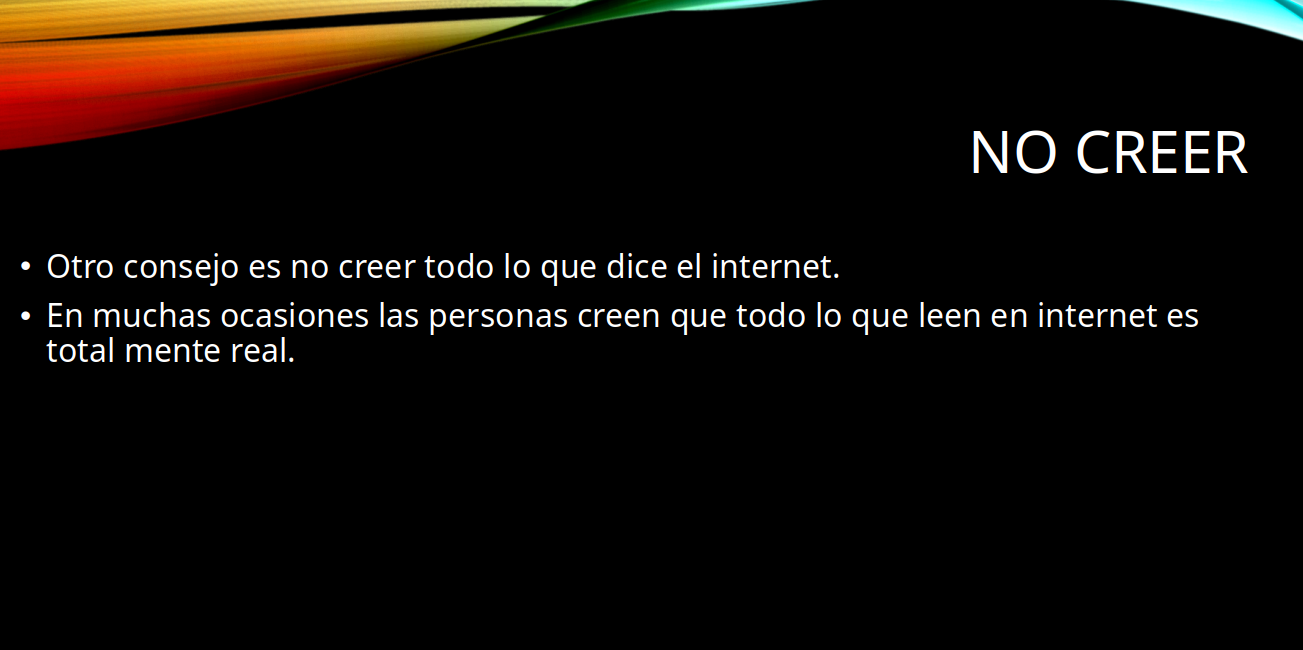 NO CREER
• Otro consejo es no creer todo lo que dice el internet.
• En muchas ocasiones las personas creen que todo lo que leen en internet es
total mente real.